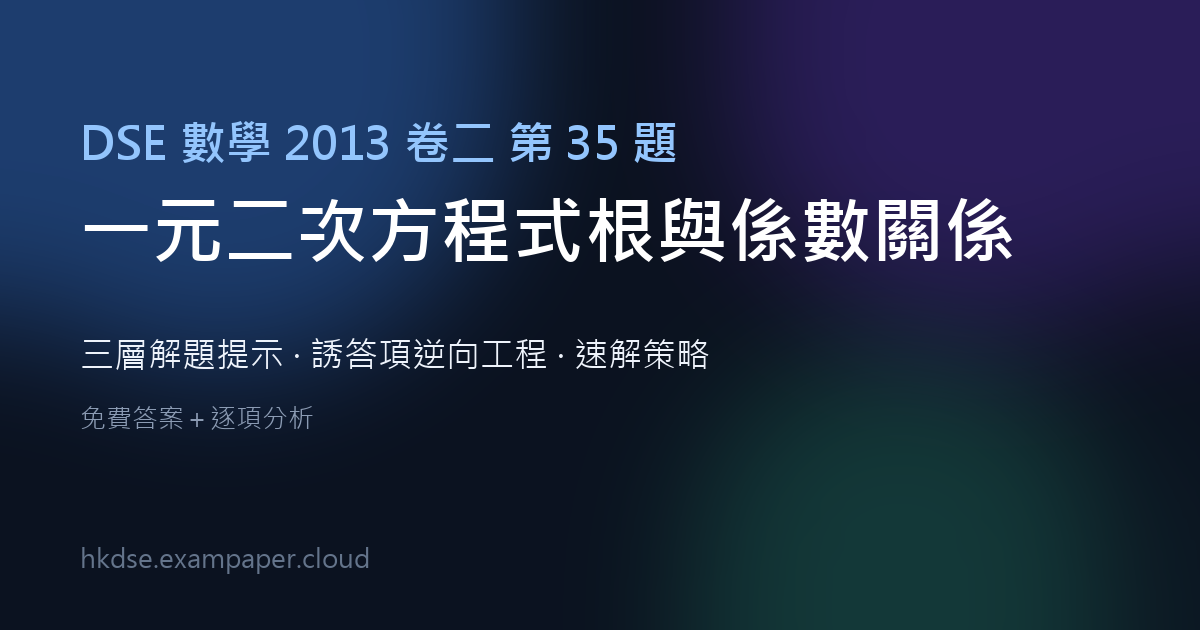 DSE 數學 2013 卷二 第 35 題
一元二次方程式根與係數關係
三層解題提示 · 誘答項逆向工程 · 速解策略
免費答案 + 逐項分析
hkdse.exampaper.cloud